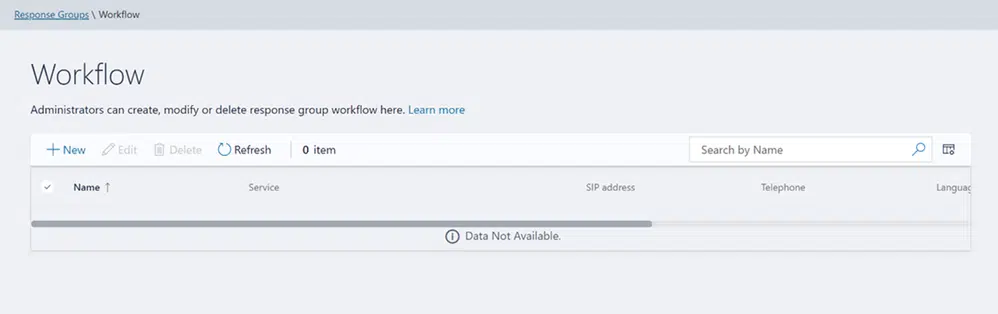 Response Groups \ Workflow
Workflow
Administrators can create, modify or delete response group workflow here. Learn more
New Edit Delete Refresh 0 item Search by Name
Name ↑ Service SIP address Telephone Languag
Data Not Available.